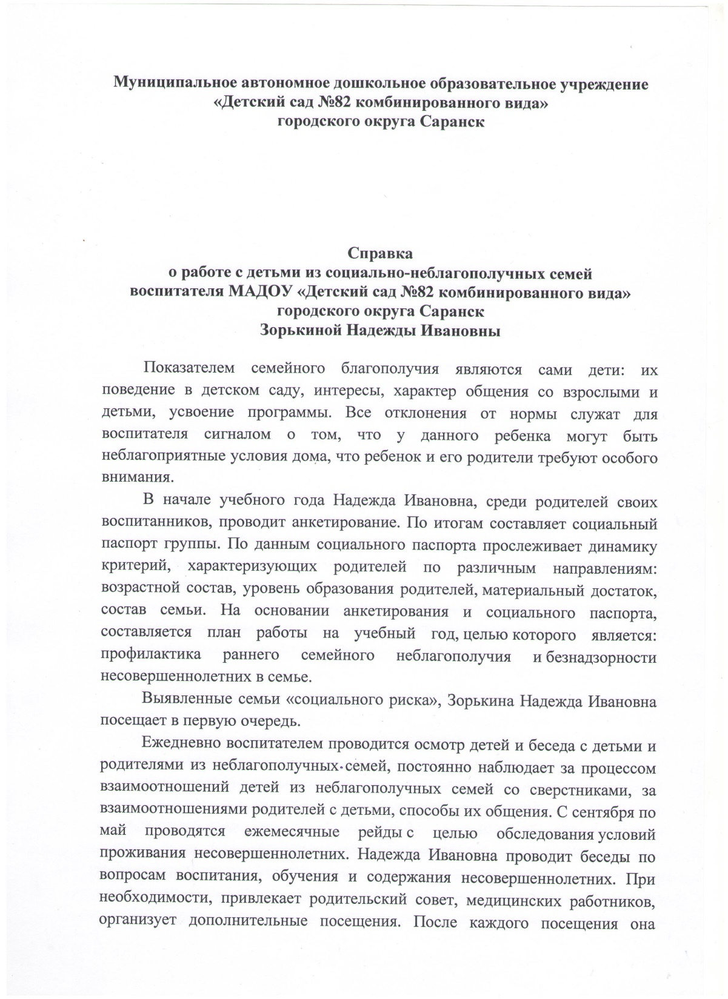 Муниципальное автономное дошкольное образовательное учреждение
«Детский сад №82 комбинированного вида»
городского округа Саранск
Справка
о работе с детьми из социально-неблагополучных семей
воспитателя МАДОУ «Детский сад №82 комбинированного вида»
городского округа Саранск
Зорькиной Надежды Ивановны
Показателем семейного благополучия являются сами дети: их
поведение в детском саду, интересы, характер общения со взрослыми и
детьми, усвоение программы. Все отклонения от нормы служат для
воспитателя сигналом о том, что у данного ребенка могут быть
неблагоприятные условия дома, что ребенок и его родители требуют особого
внимания.
В начале учебного года Надежда Ивановна, среди родителей своих
воспитанников, проводит анкетирование. По итогам составляет социальный
паспорт группы. По данным социального паспорта прослеживает динамику
критерий, характеризующих родителей по различным направлениям:
возрастной состав, уровень образования родителей, материальный достаток,
состав семьи. На основании анкетирования и социального паспорта,
составляется план работы на учебный год, целью которого является:
профилактика раннего семейного неблагополучия и безнадзорности
несовершеннолетних в семье.
Выявленные семьи «социального риска», Зорькина Надежда Ивановна
посещает в первую очередь.
Ежедневно воспитателем проводится осмотр детей и беседа с детьми и
родителями из неблагополучных семей, постоянно наблюдает за процессом
взаимоотношений детей из неблагополучных семей со сверстниками, за
взаимоотношениями родителей с детьми, способы их общения. С сентября по
май проводятся ежемесячные рейды с целью обследования условий
проживания несовершеннолетних. Надежда Ивановна проводит беседы по
вопросам воспитания, обучения и содержания несовершеннолетних. При
необходимости, привлекает родительский совет, медицинских работников,
организует дополнительные посещения. После каждого посещения она